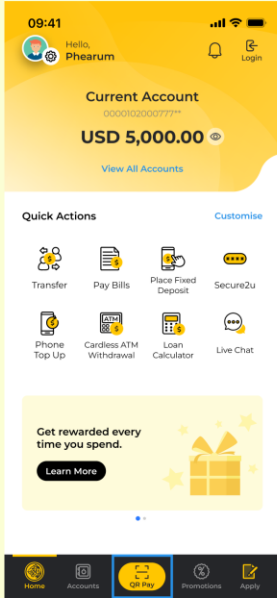 09:41
Hello,
Phearum
Login
Current Account
0000102000777**
USD 5,000.00
View All Accounts
Quick Actions
Customise
Transfer
Pay Bills
Place Fixed
Deposit
Secure2u
Phone
Top Up
ATM
Cardless ATM
Withdrawal
Loan
Calculator
Live Chat
Get rewarded every
time you spend.
Learn More
Home
Accounts
QR Pay
Promotions
Apply